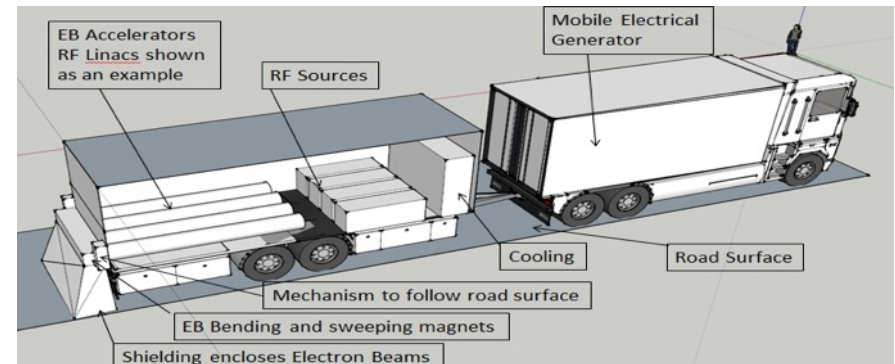 EB Accelerators
RF Linacs shown
as an example
RF Sources
Mobile Electrical
Generator
Cooling
Road Surface
Mechanism to follow road surface
EB Bending and sweeping magnets
Shielding encloses Electron Beams